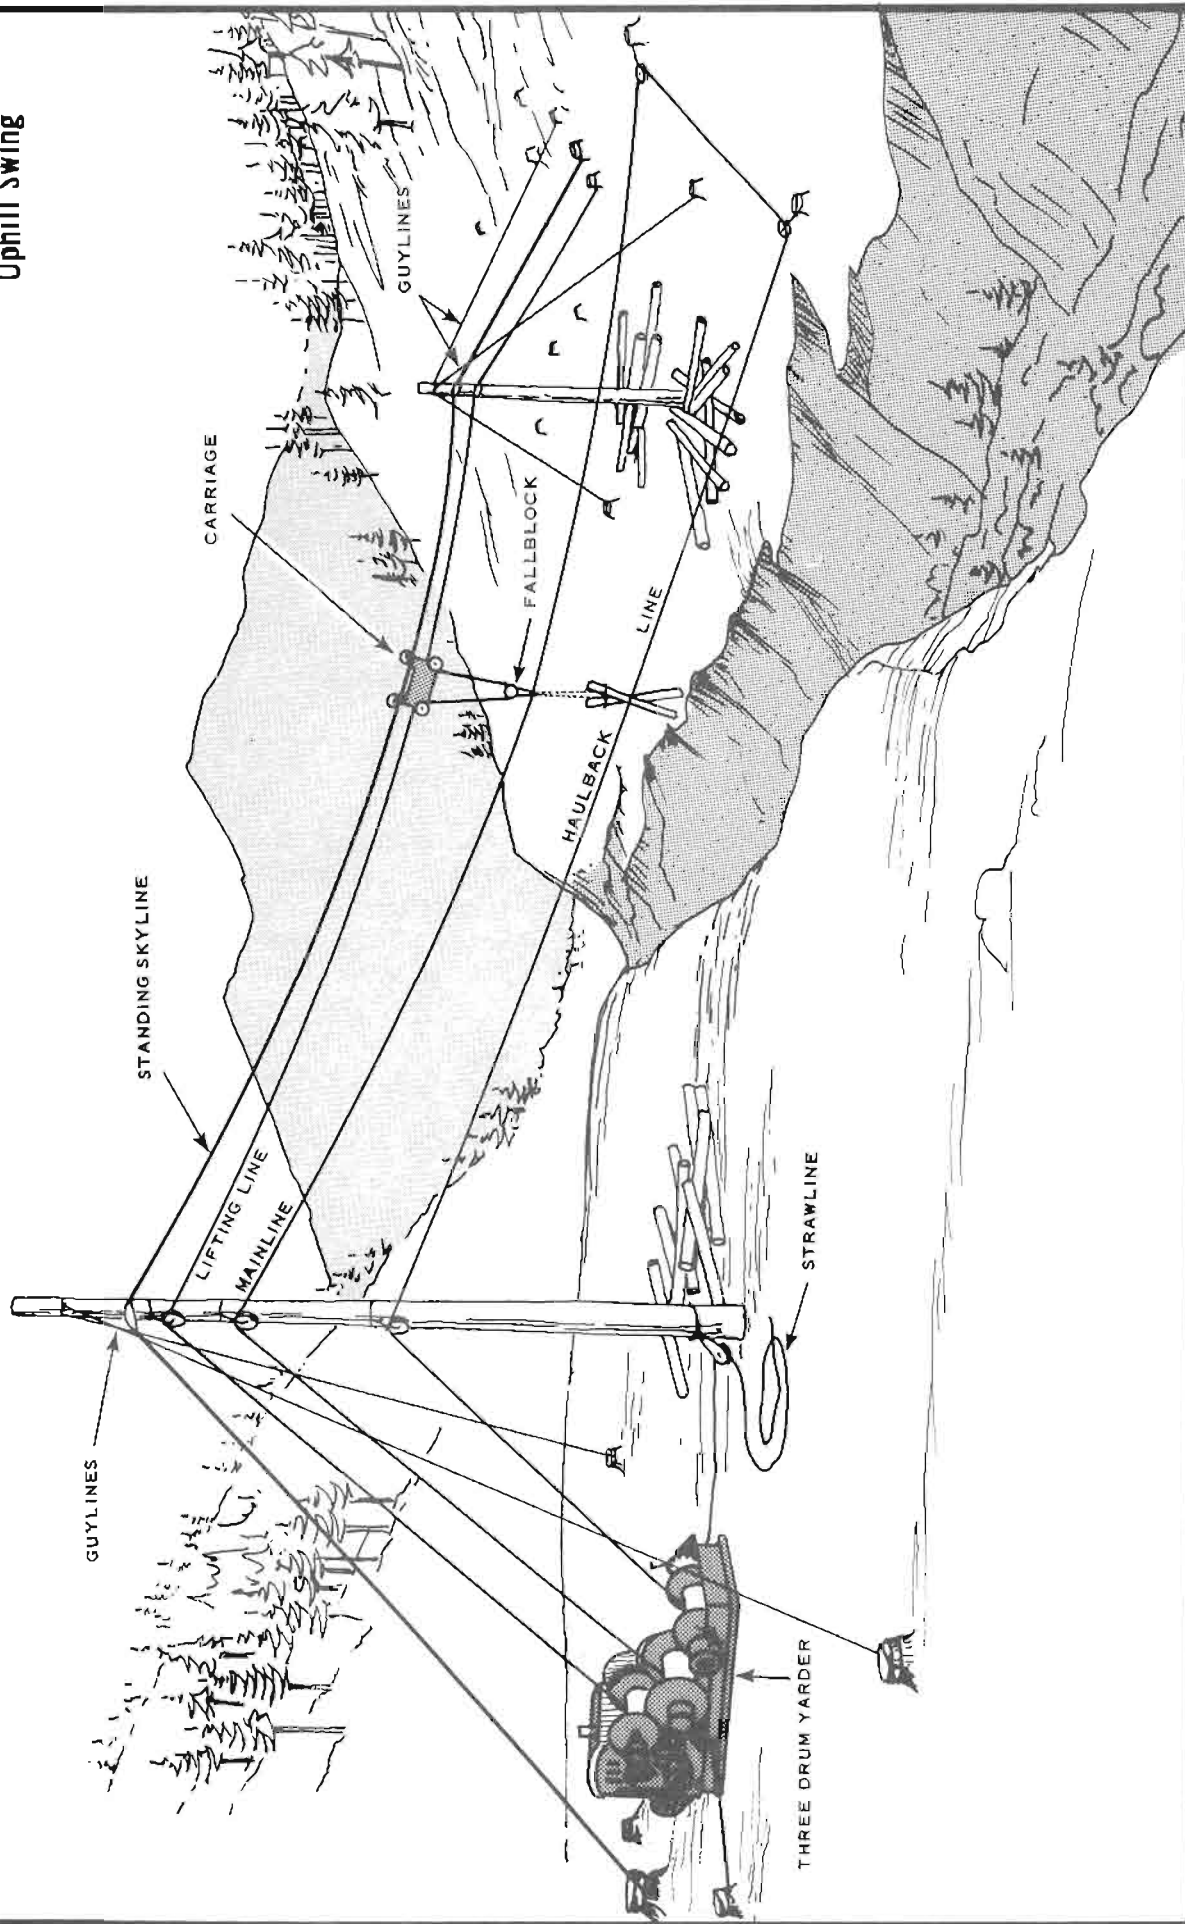 Uphill Swing
GUYLINES
STANDING SKYLINE
CARRIAGE
GUYLINES
LIFTING LINE
MAINLINE
FALLBLOCK
HAULBACK LINE
STRAWLINE
THREE DRUM YARDER